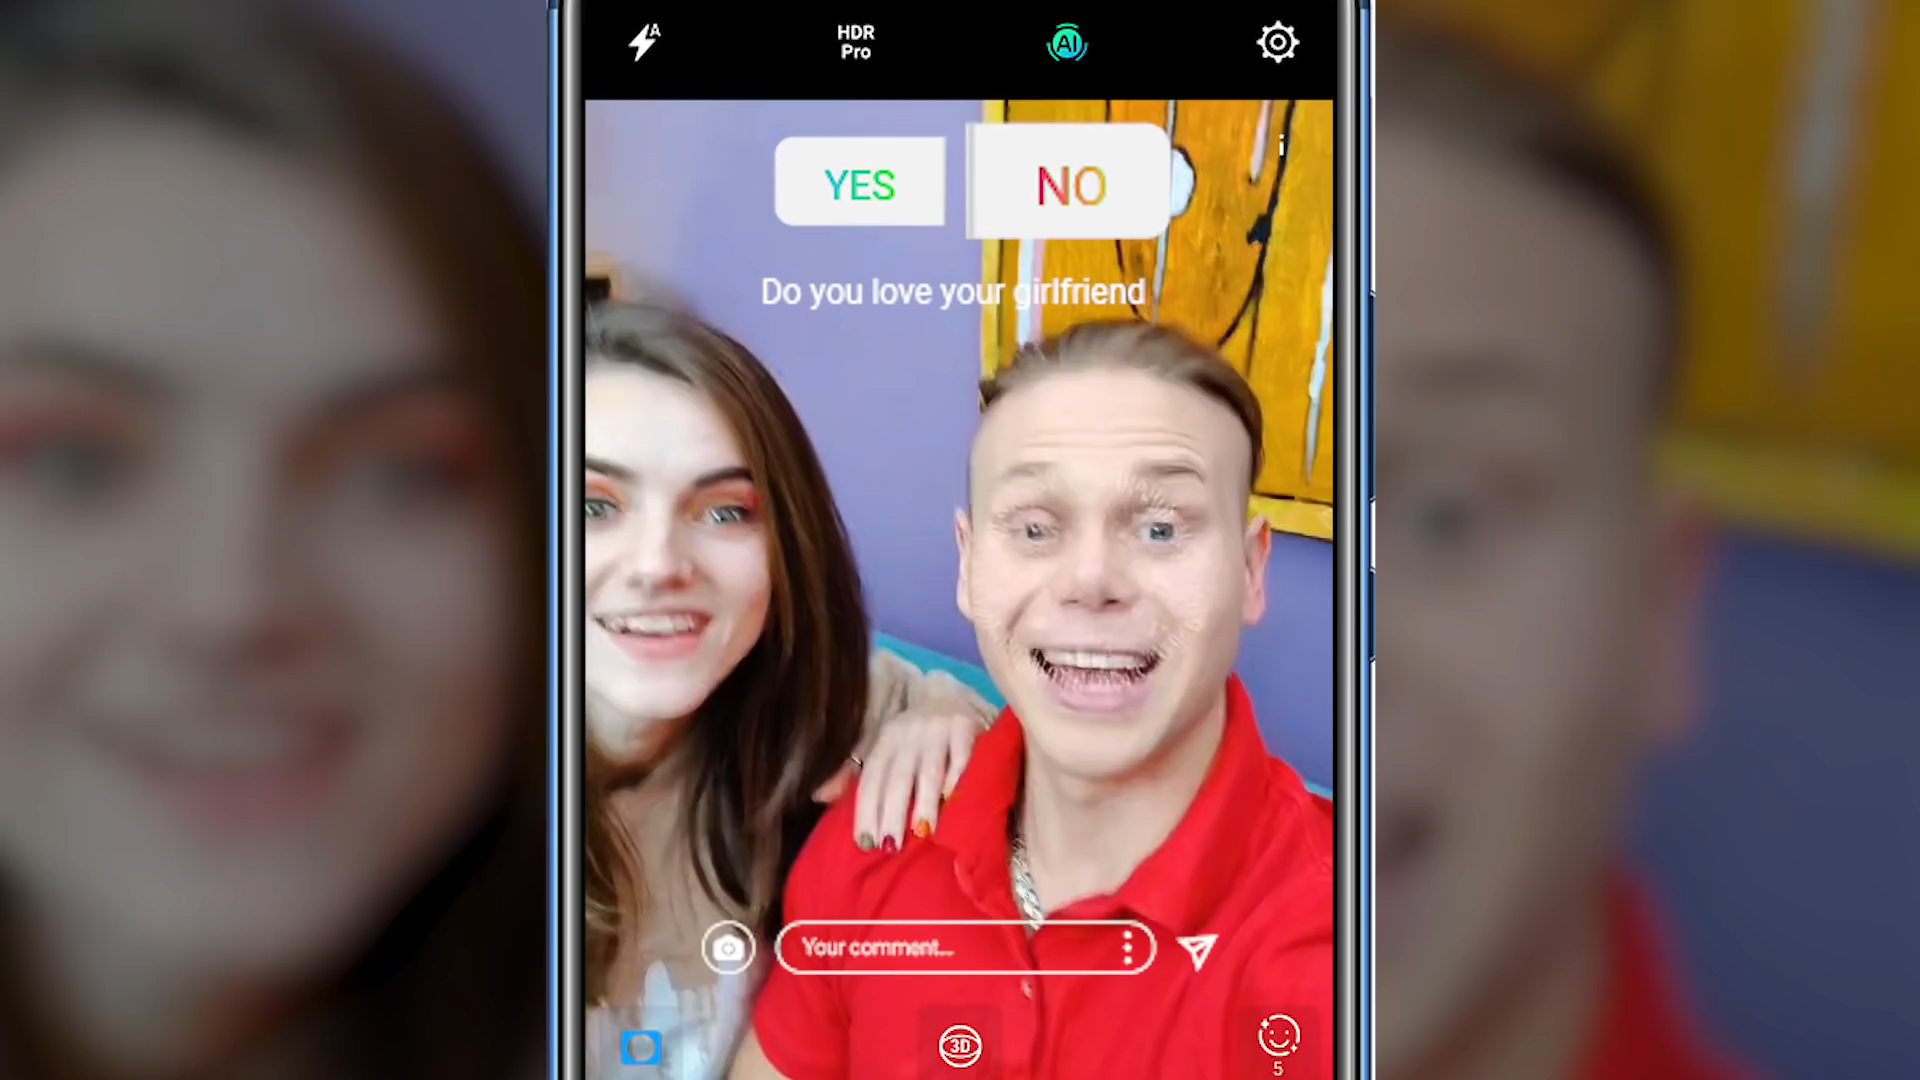 A
HDR
Pro
AI
YES
NO
i
Do you love your girlfriend
Your comment...
3D
5